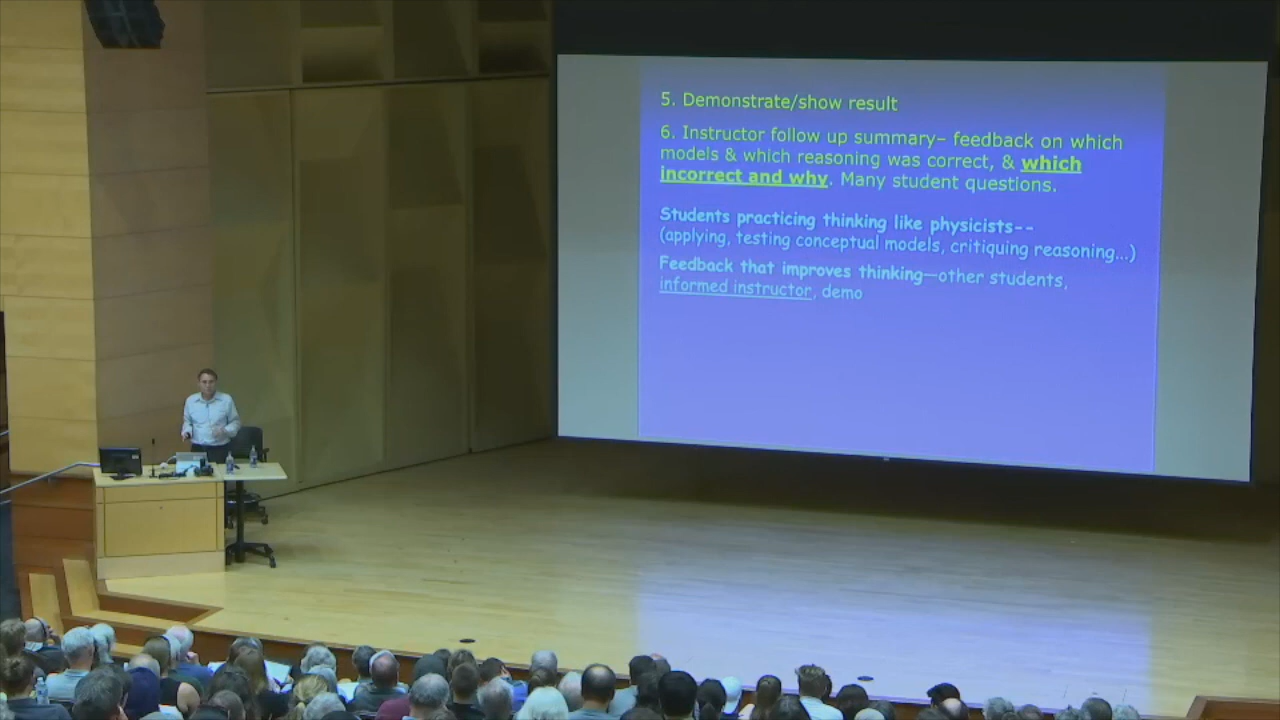 5. Demonstrate/show result
6. Instructor follow up summary– feedback on which
models & which reasoning was correct, & which
incorrect and why. Many student questions.
Students practicing thinking like physicists--
(applying, testing conceptual models, critiquing reasoning...)
Feedback that improves thinking—other students,
informed instructor, demo